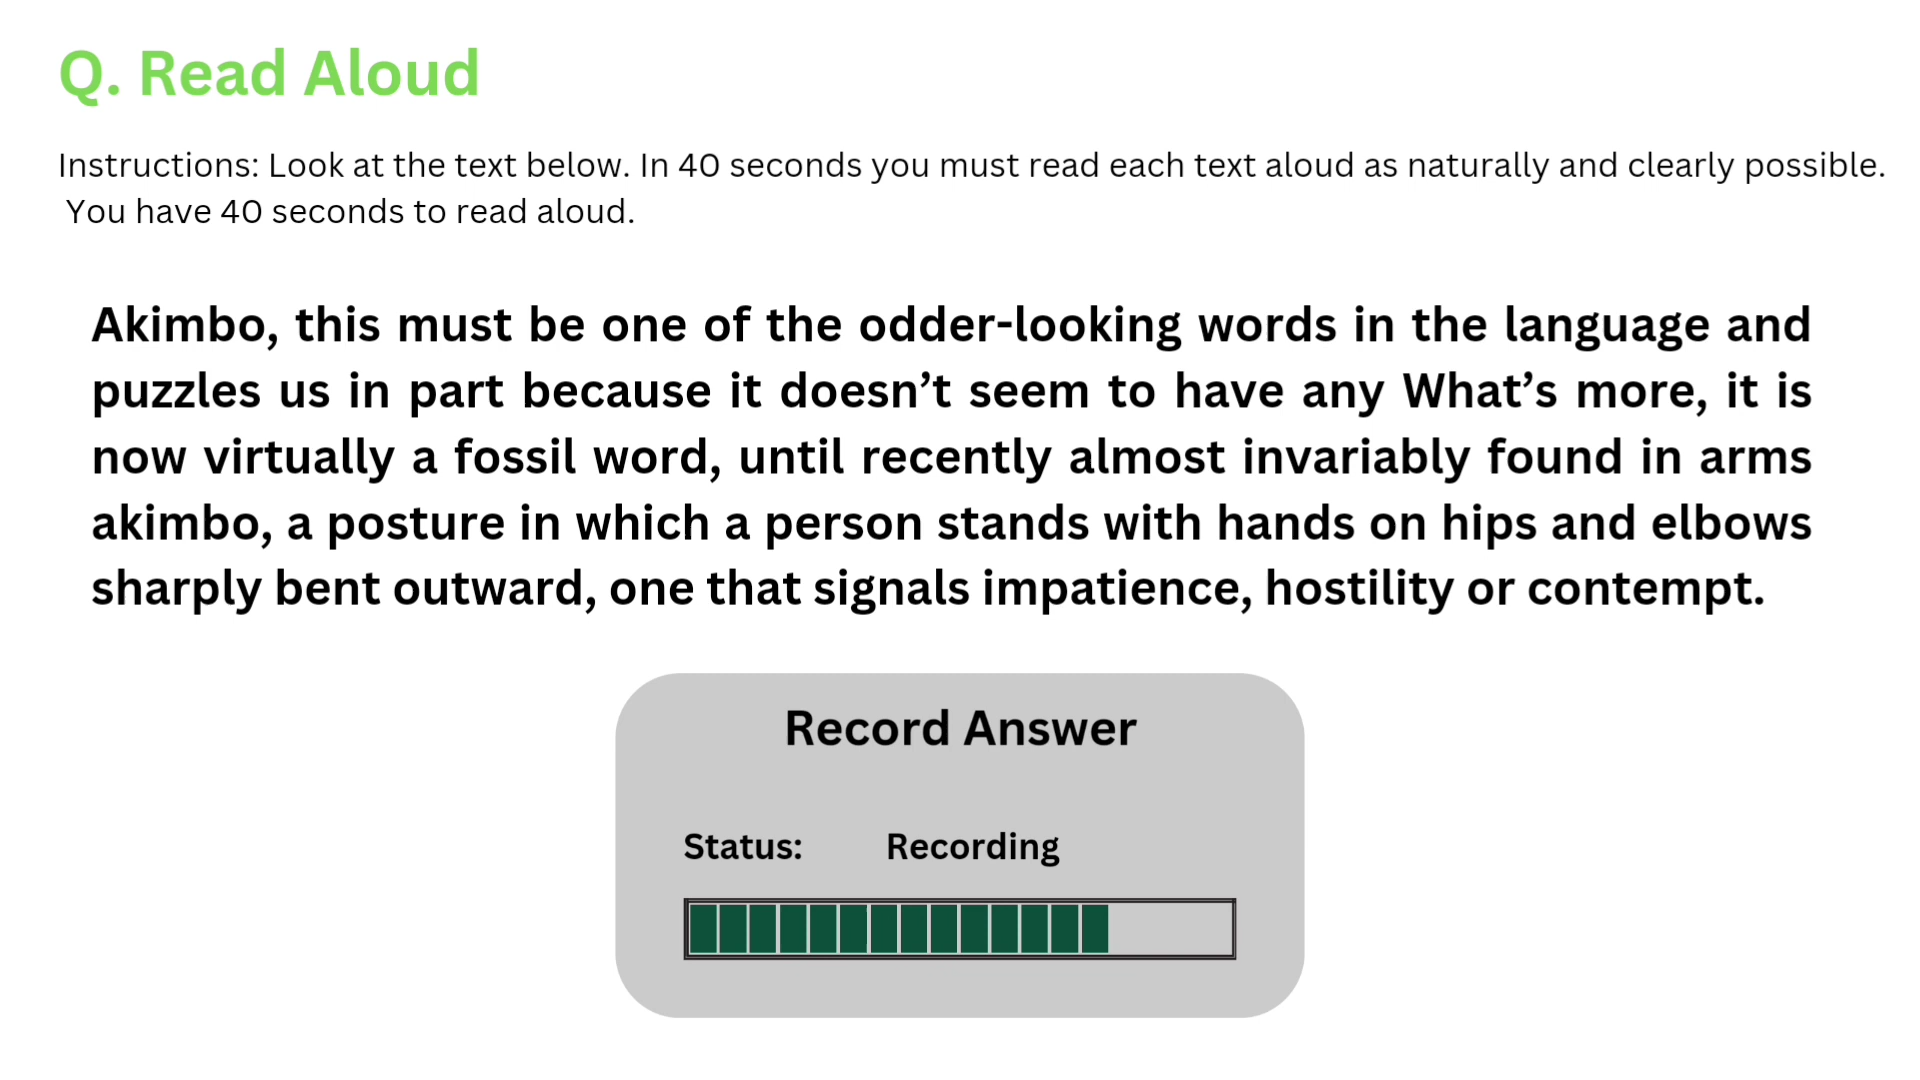 Q. Read Aloud
Instructions: Look at the text below. In 40 seconds you must read each text aloud as naturally and clearly possible.
You have 40 seconds to read aloud.
Akimbo, this must be one of the odder-looking words in the language and
puzzles us in part because it doesn’t seem to have any What’s more, it is
now virtually a fossil word, until recently almost invariably found in arms
akimbo, a posture in which a person stands with hands on hips and elbows
sharply bent outward, one that signals impatience, hostility or contempt.
Record Answer
Status: Recording